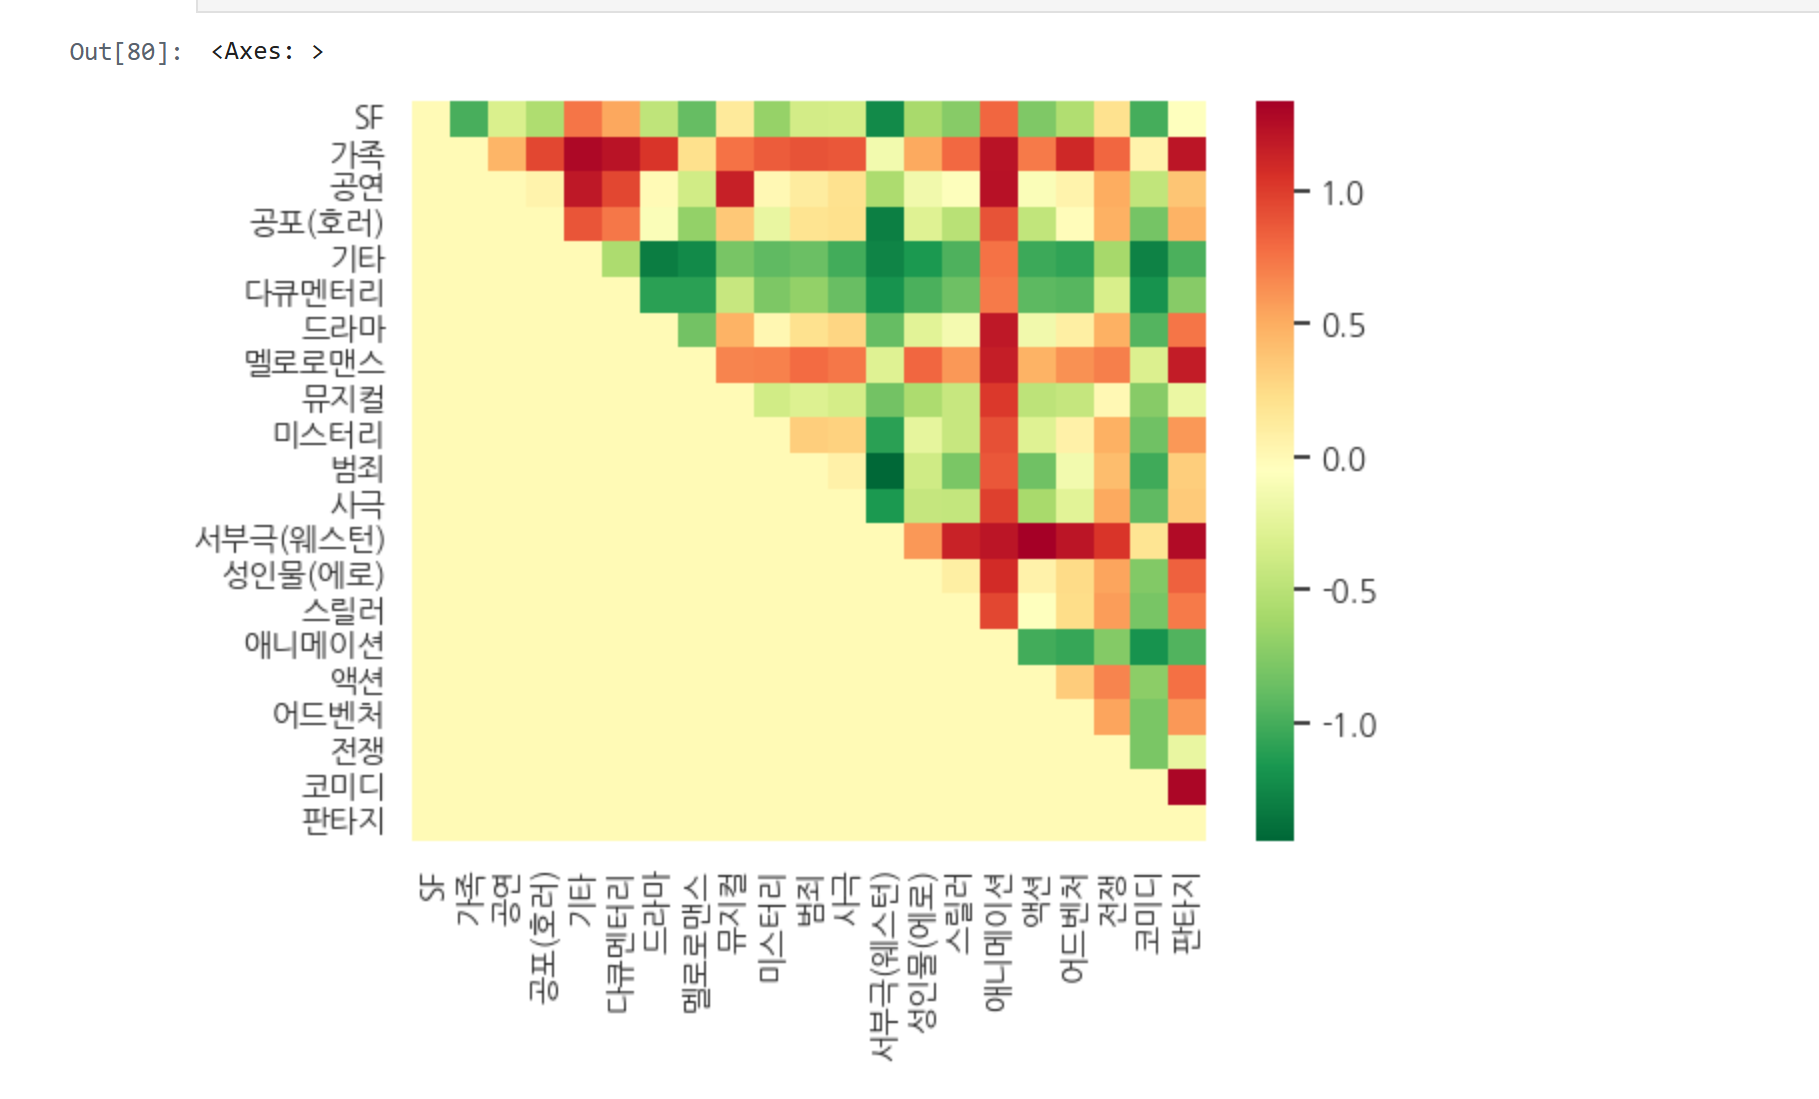 Out[80]: <Axes: >
SF
가족
공연
공포(호러)
기타
다큐멘터리
드라마
멜로로맨스
뮤지컬
미스터리
범죄
사극
서부극(웨스턴)
성인물(에로)
스릴러
애니메이션
액션
어드벤처
전쟁
코미디
판타지
1.0
0.5
0.0
-0.5
-1.0
SF
가족
공연
공포(호러)
기타
다큐멘터리
드라마
멜로로맨스
뮤지컬
미스터리
범죄
사극
서부극(웨스턴)
성인물(에로)
스릴러
애니메이션
액션
어드벤처
전쟁
코미디
판타지